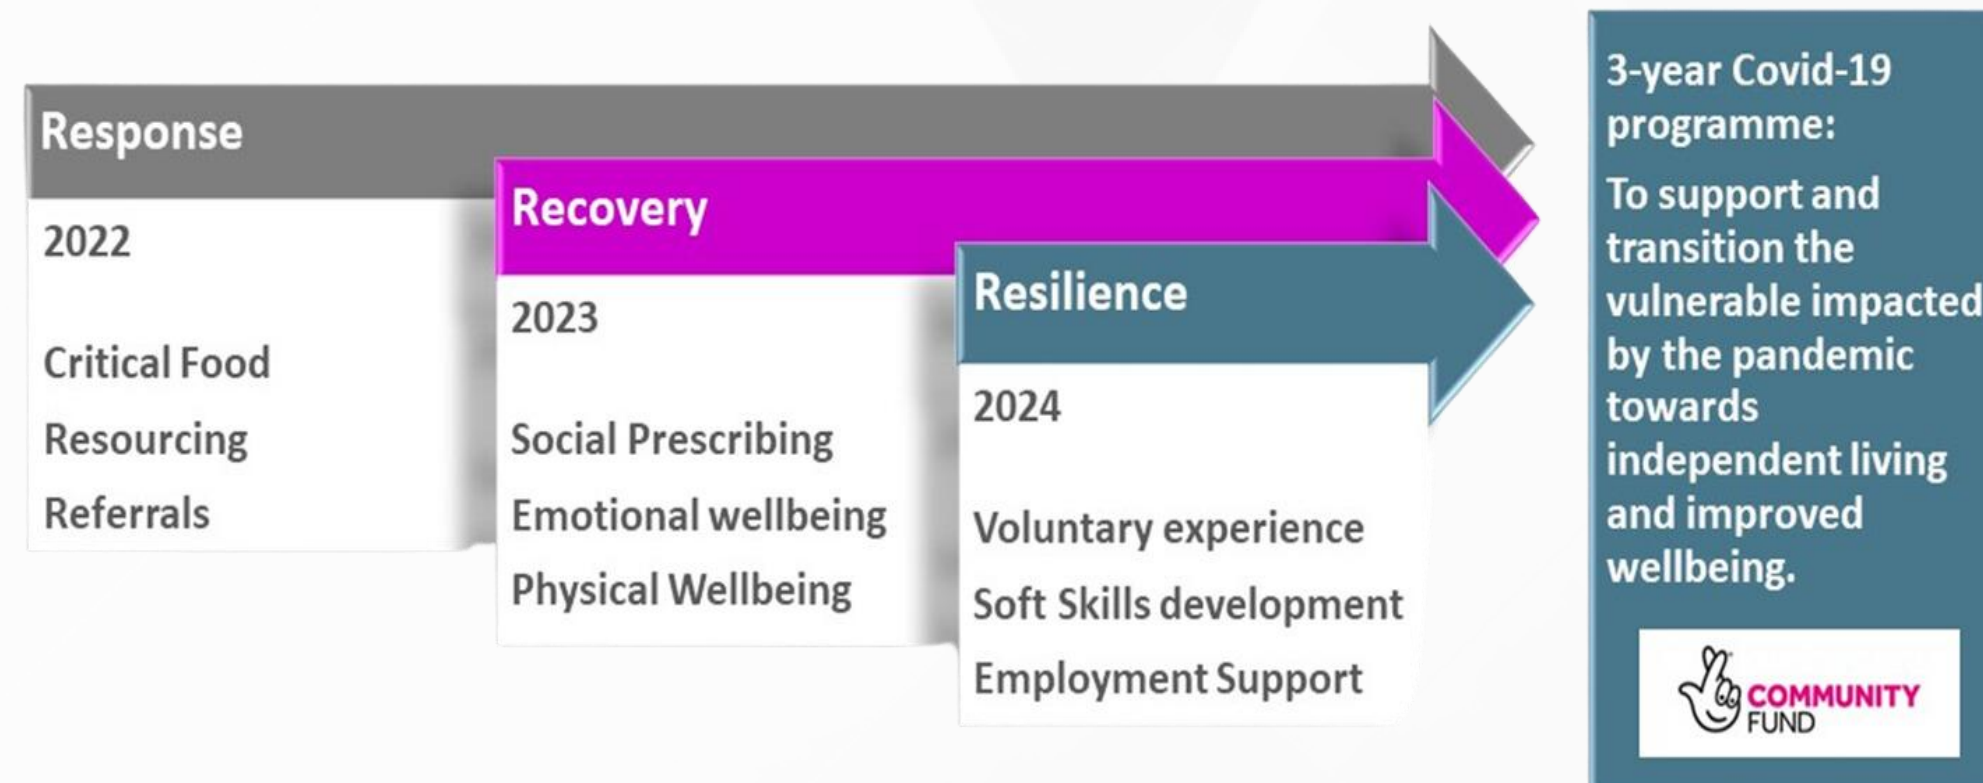 Response
2022
Critical Food
Resourcing
Referrals
Recovery
2023
Social Prescribing
Emotional wellbeing
Physical Wellbeing
Resilience
2024
Voluntary experience
Soft Skills development
Employment Support
3-year Covid-19
programme:
To support and
transition the
vulnerable impacted
by the pandemic
towards
independent living
and improved
wellbeing.
COMMUNITY
FUND